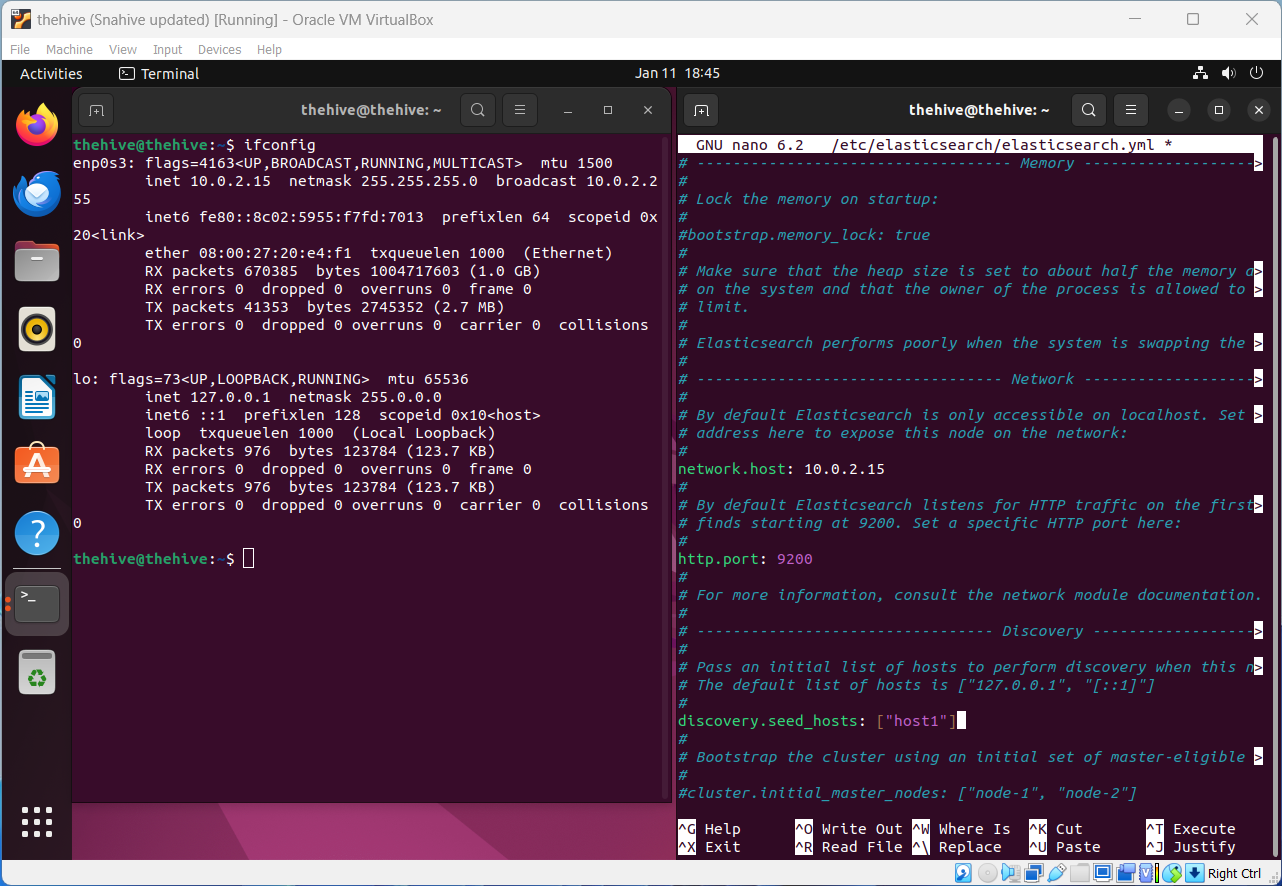 thehive (Snahive updated) [Running] - Oracle VM VirtualBox
File Machine View Input Devices Help
Activities Terminal Jan 11 18:45
thehive@thehive: ~
thehive@thehive:~$ ifconfig
enp0s3: flags=4163<UP,BROADCAST,RUNNING,MULTICAST>  mtu 1500
inet 10.0.2.15  netmask 255.255.255.0  broadcast 10.0.2.2
55
inet6 fe80::8c02:5955:f7fd:7013  prefixlen 64  scopeid 0x
20<link>
ether 08:00:27:20:e4:f1  txqueuelen 1000  (Ethernet)
RX packets 670385  bytes 1004717603 (1.0 GB)
RX errors 0  dropped 0  overruns 0  frame 0
TX packets 41353  bytes 2745352 (2.7 MB)
TX errors 0  dropped 0 overruns 0  carrier 0  collisions
0
lo: flags=73<UP,LOOPBACK,RUNNING>  mtu 65536
inet 127.0.0.1  netmask 255.0.0.0
inet6 ::1  prefixlen 128  scopeid 0x10<host>
loop  txqueuelen 1000  (Local Loopback)
RX packets 976  bytes 123784 (123.7 KB)
RX errors 0  dropped 0  overruns 0  frame 0
TX packets 976  bytes 123784 (123.7 KB)
TX errors 0  dropped 0 overruns 0  carrier 0  collisions
0
thehive@thehive:~$
thehive@thehive: ~
GNU nano 6.2 /etc/elasticsearch/elasticsearch.yml *
# ----------------------------------- Memory ------------------->
#
# Lock the memory on startup:
#
#bootstrap.memory_lock: true
#
# Make sure that the heap size is set to about half the memory a>
# on the system and that the owner of the process is allowed to >
# limit.
#
# Elasticsearch performs poorly when the system is swapping the >
#
# ---------------------------------- Network ------------------->
#
# By default Elasticsearch is only accessible on localhost. Set >
# address here to expose this node on the network:
#
network.host: 10.0.2.15
#
# By default Elasticsearch listens for HTTP traffic on the first>
# finds starting at 9200. Set a specific HTTP port here:
#
http.port: 9200
#
# For more information, consult the network module documentation.
#
# --------------------------------- Discovery ------------------>
#
# Pass an initial list of hosts to perform discovery when this n>
# The default list of hosts is ["127.0.0.1", "[::1]"]
#
discovery.seed_hosts: ["host1"]
#
# Bootstrap the cluster using an initial set of master-eligible >
#
#cluster.initial_master_nodes: ["node-1", "node-2"]
^G Help ^O Write Out ^W Where Is ^K Cut ^T Execute
^X Exit ^R Read File ^\ Replace ^U Paste ^J Justify
Right Ctrl